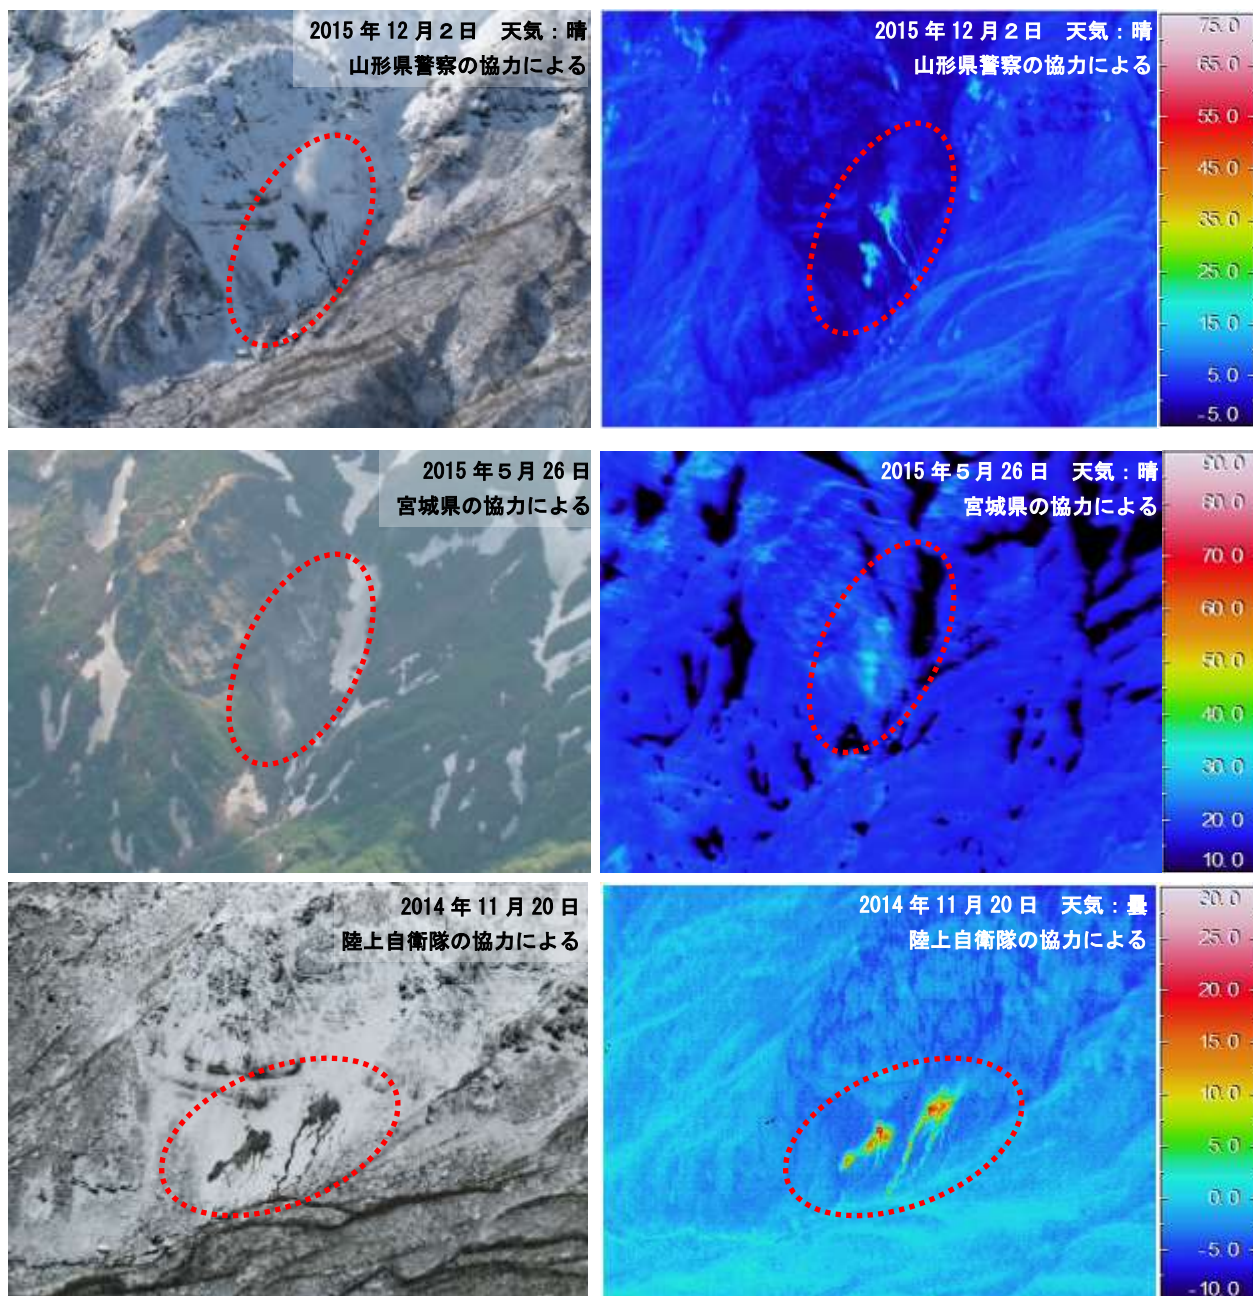 2015年12月２日　天気：晴
山形県警察の協力による
2015年12月２日　天気：晴
山形県警察の協力による
75.0
65.0
55.0
45.0
35.0
25.0
15.0
5.0
-5.0
2015年５月26日
宮城県の協力による
2015年５月26日　天気：晴
宮城県の協力による
90.0
80.0
70.0
60.0
50.0
40.0
30.0
20.0
10.0
2014年11月20日
陸上自衛隊の協力による
2014年11月20日　天気：曇
陸上自衛隊の協力による
30.0
25.0
20.0
15.0
10.0
5.0
0.0
-5.0
-10.0